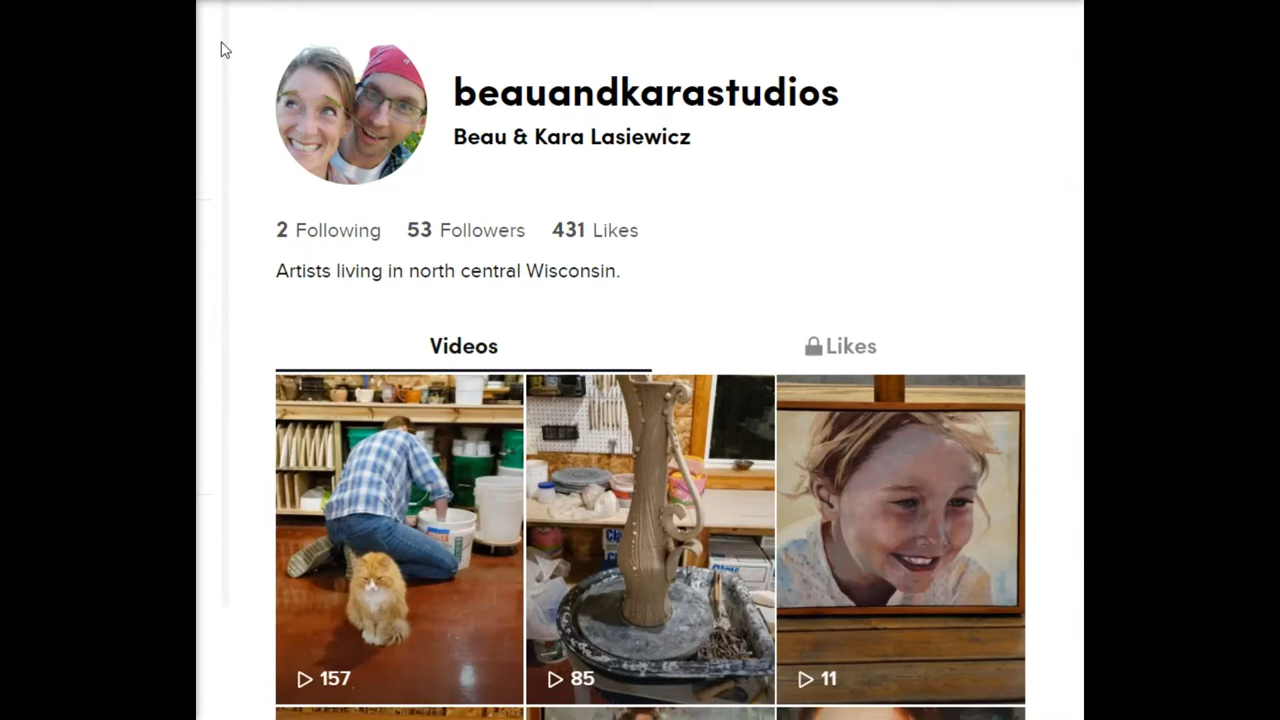 beauandkarastudios
Beau & Kara Lasiewicz
2 Following 53 Followers 431 Likes
Artists living in north central Wisconsin.
Videos Likes
157 85 11